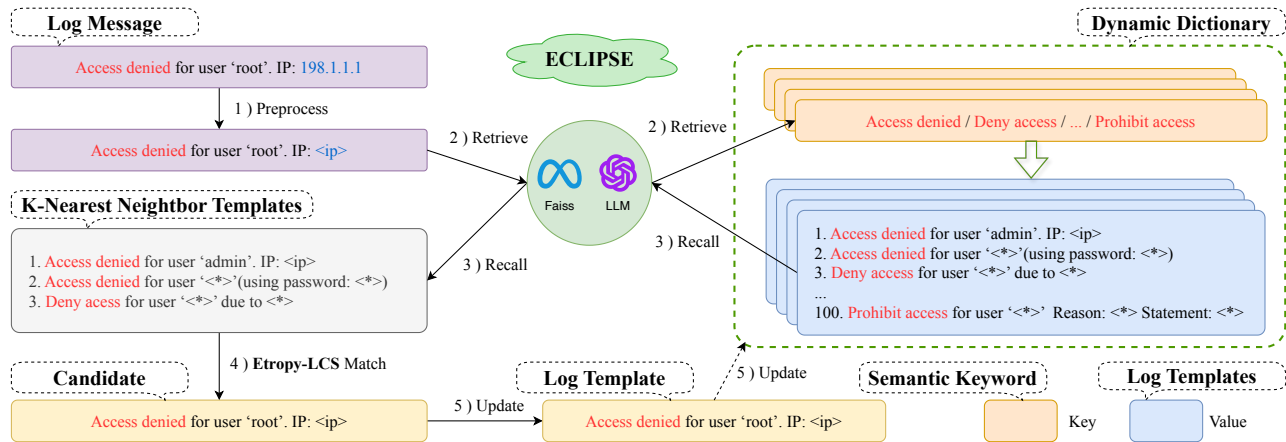 Log Message
Access denied for user ‘root’. IP: 198.1.1.1
1 ) Preprocess
Access denied for user ‘root’. IP: <ip>
2 ) Retrieve
ECLIPSE
Faiss
LLM
2 ) Retrieve
3 ) Recall
3 ) Recall
Dynamic Dictionary
Access denied / Deny access / ... / Prohibit access
1. Access denied for user ‘admin’. IP: <ip>
2. Access denied for user ‘<*>’(using password: <*>)
3. Deny access for user ‘<*>’ due to <*>
...
100. Prohibit access for user ‘<*>’ Reason: <*> Statement: <*>
K-Nearest Neighbor Templates
1. Access denied for user ‘admin’. IP: <ip>
2. Access denied for user ‘<*>’(using password: <*>)
3. Deny acess for user ‘<*>’ due to <*>
4 ) Etropy-LCS Match
Candidate
Access denied for user ‘root’. IP: <ip>
5 ) Update
Log Template
Access denied for user ‘root’. IP: <ip>
5 ) Update
Semantic Keyword
Key
Log Templates
Value